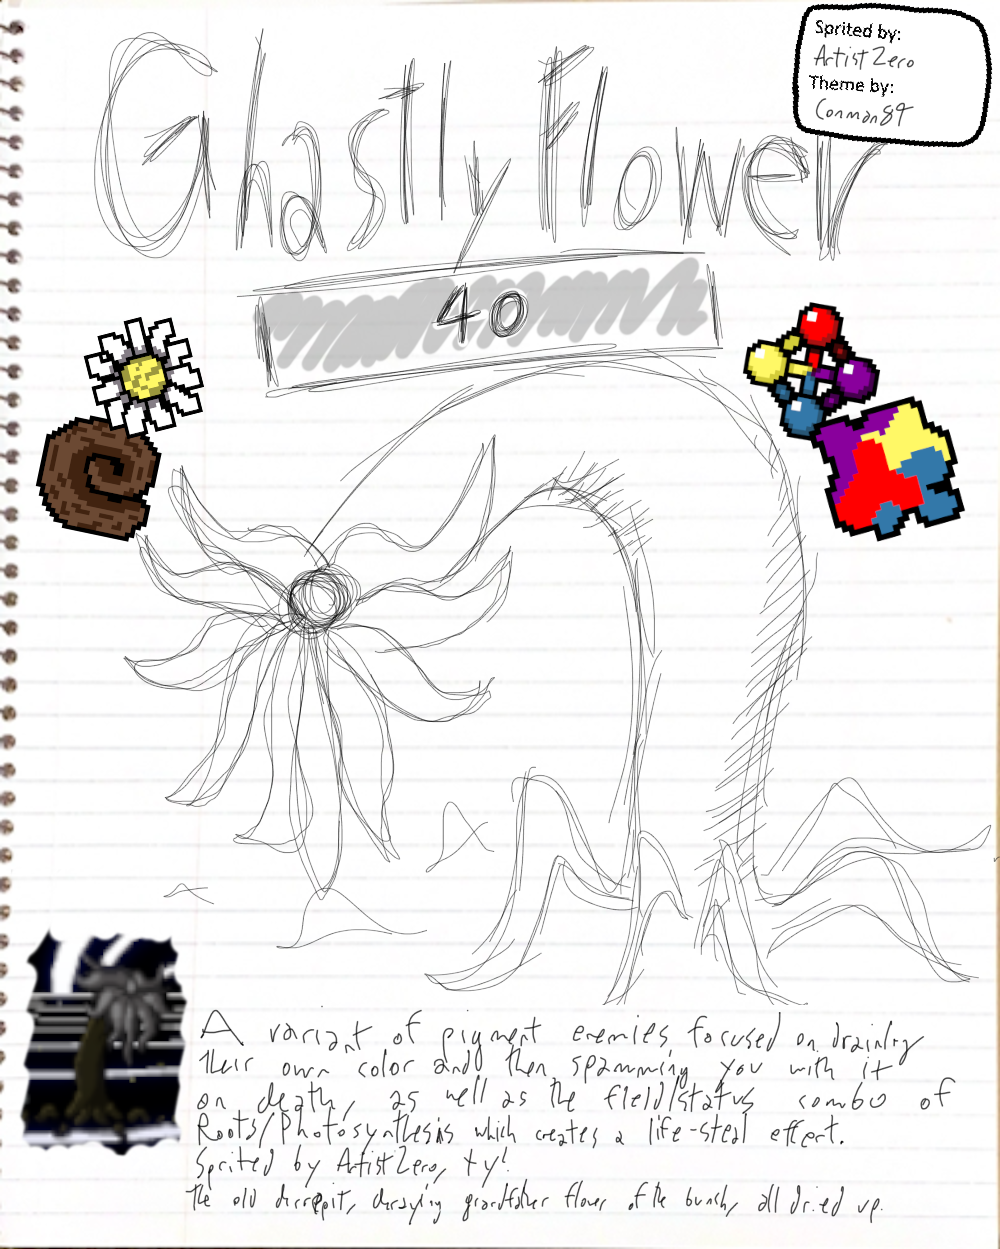 Sprited by:
ArtistZero
Theme by:
Conmon89
Ghastly Flower
40
A variant of pigment enemies focused on draining
their own color and then spamming you with it
on death, as well as the field/status combo of
Roots/Photosynthesis which creates a life-steal effect.
Sprited by ArtistZero, ty!
The old decrepit, decaying grandfather flower of the bunch, all dried up.